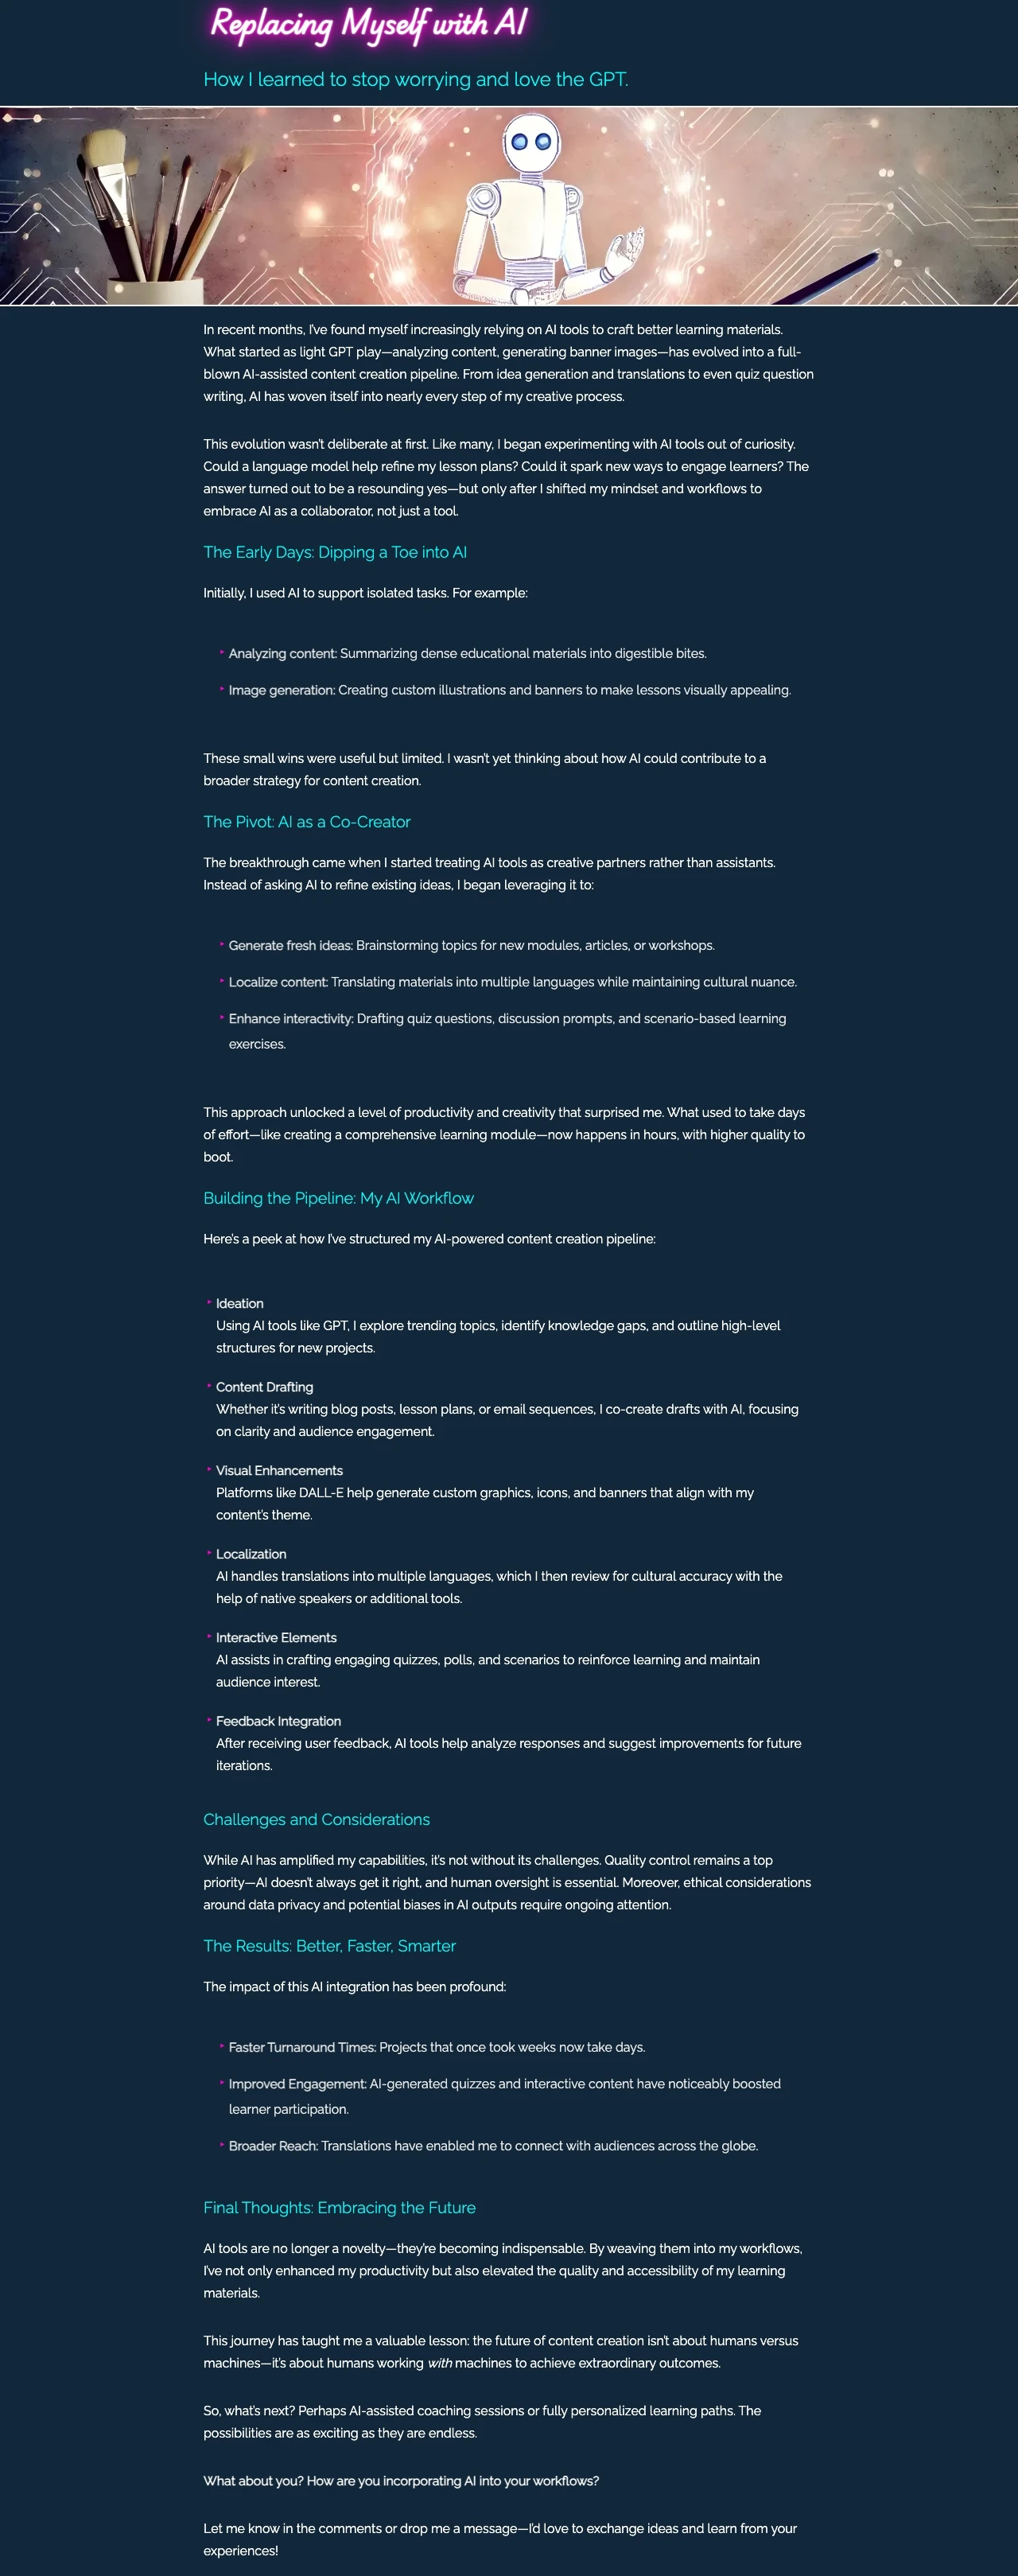 Replacing Myself with AI
How I learned to stop worrying and love the GPT.
In recent months, I've found myself increasingly relying on AI tools to craft better learning materials.
What started as light GPT play—analyzing content, generating banner images—has evolved into a full-
blown AI-assisted content creation pipeline. From idea generation and translations to even quiz question
writing, AI has woven itself into nearly every step of my creative process.
This evolution wasn't deliberate at first. Like many, I began experimenting with AI tools out of curiosity.
Could a language model help refine my lesson plans? Could it spark new ways to engage learners? The
answer turned out to be a resounding yes—but only after I shifted my mindset and workflows to
embrace AI as a collaborator, not just a tool.
The Early Days: Dipping a Toe into AI
Initially, I used AI to support isolated tasks. For example:
Analyzing content: Summarizing dense educational materials into digestible bites.
Image generation: Creating custom illustrations and banners to make lessons visually appealing.
These small wins were useful but limited. I wasn't yet thinking about how AI could contribute to a
broader strategy for content creation.
The Pivot: AI as a Co-Creator
The breakthrough came when I started treating AI tools as creative partners rather than assistants.
Instead of asking AI to refine existing ideas, I began leveraging it to:
Generate fresh ideas: Brainstorming topics for new modules, articles, or workshops.
Localize content: Translating materials into multiple languages while maintaining cultural nuance.
Enhance interactivity: Drafting quiz questions, discussion prompts, and scenario-based learning
exercises.
This approach unlocked a level of productivity and creativity that surprised me. What used to take days
of effort—like creating a comprehensive learning module—now happens in hours, with higher quality to
boot.
Building the Pipeline: My AI Workflow
Here's a peek at how I've structured my AI-powered content creation pipeline:
Ideation
Using AI tools like GPT, I explore trending topics, identify knowledge gaps, and outline high-level
structures for new projects.
Content Drafting
Whether it's writing blog posts, lesson plans, or email sequences, I co-create drafts with AI, focusing
on clarity and audience engagement.
Visual Enhancements
Platforms like DALL-E help generate custom graphics, icons, and banners that align with my
content's theme.
Localization
AI handles translations into multiple languages, which I then review for cultural accuracy with the
help of native speakers or additional tools.
Interactive Elements
AI assists in crafting engaging quizzes, polls, and scenarios to reinforce learning and maintain
audience interest.
Feedback Integration
After receiving user feedback, AI tools help analyze responses and suggest improvements for future
iterations.
Challenges and Considerations
While AI has amplified my capabilities, it's not without its challenges. Quality control remains a top
priority—AI doesn't always get it right, and human oversight is essential. Moreover, ethical considerations
around data privacy and potential biases in AI outputs require ongoing attention.
The Results: Better, Faster, Smarter
The impact of this AI integration has been profound:
Faster Turnaround Times: Projects that once took weeks now take days.
Improved Engagement: AI-generated quizzes and interactive content have noticeably boosted
learner participation.
Broader Reach: Translations have enabled me to connect with audiences across the globe.
Final Thoughts: Embracing the Future
AI tools are no longer a novelty—they're becoming indispensable. By weaving them into my workflows,
I've not only enhanced my productivity but also elevated the quality and accessibility of my learning
materials.
This journey has taught me a valuable lesson: the future of content creation isn't about humans versus
machines—it's about humans working with machines to achieve extraordinary outcomes.
So, what's next? Perhaps AI-assisted coaching sessions or fully personalized learning paths. The
possibilities are as exciting as they are endless.
What about you? How are you incorporating AI into your workflows?
Let me know in the comments or drop me a message—I'd love to exchange ideas and learn from your
experiences!